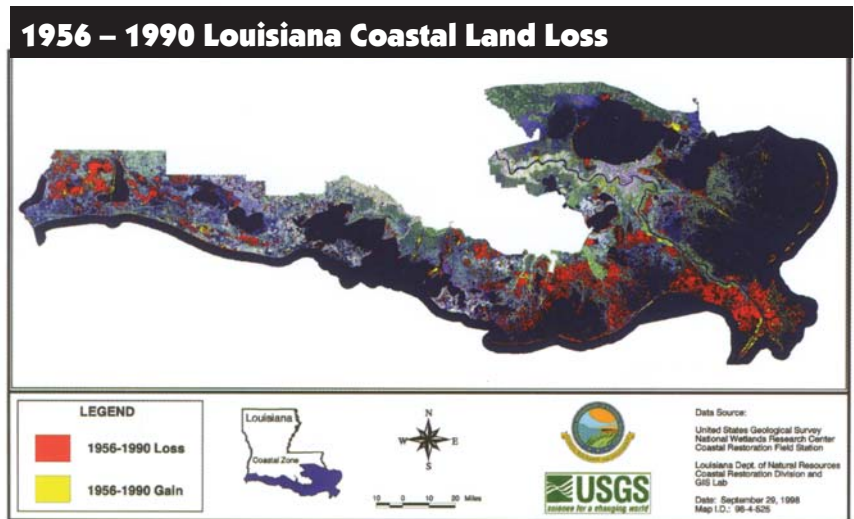 1956 – 1990 Louisiana Coastal Land Loss
LEGEND
1956-1990 Loss
1956-1990 Gain
Louisiana
Coastal Zone
N
W E
S
10 0 10 20 Miles
USGS
science for a changing world
Data Source:
United States Geological Survey
National Wetlands Research Center
Coastal Restoration Field Station
Louisiana Dept. of Natural Resources
Coastal Restoration Division and
GIS Lab
Date: September 29, 1998
Map I.D.: 98-4-525